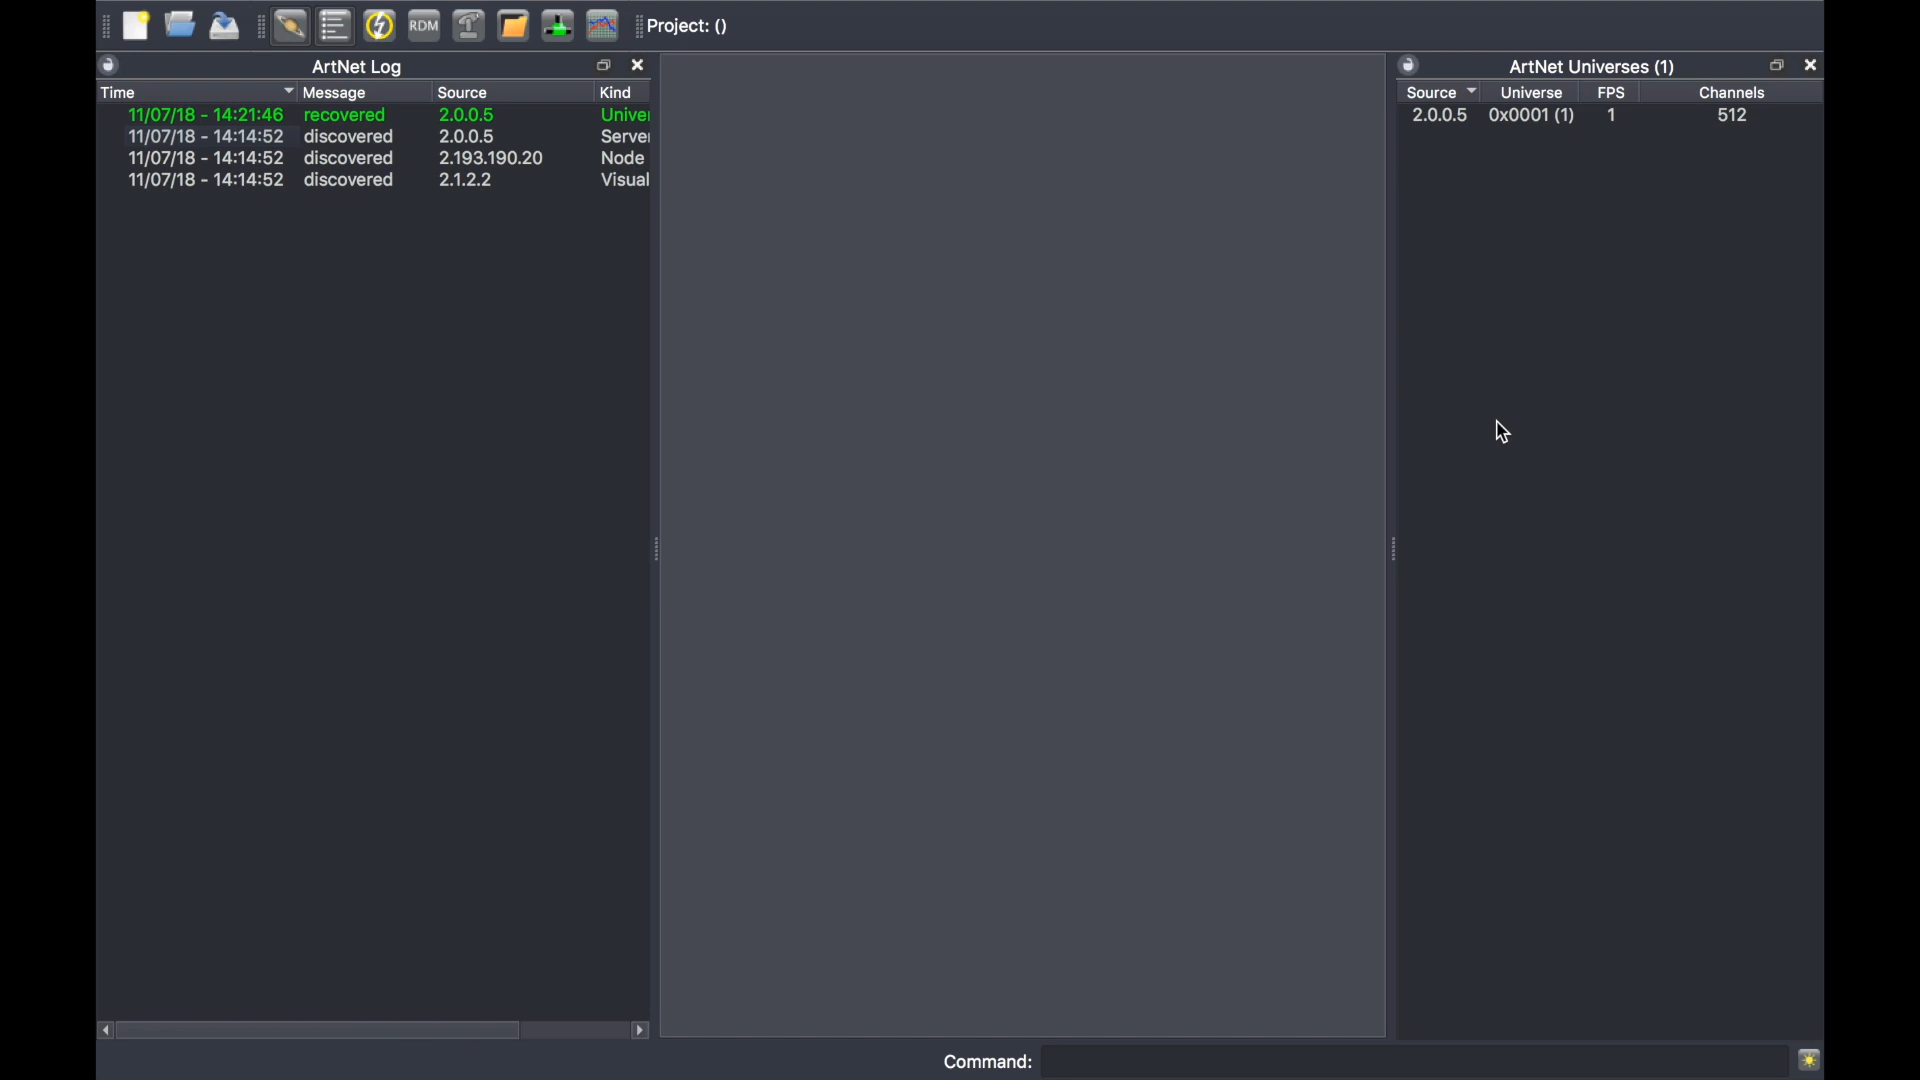 RDM Project: ()
ArtNet Log
Time Message Source Kind
11/07/18 - 14:21:46 recovered 2.0.0.5 Univer
11/07/18 - 14:14:52 discovered 2.0.0.5 Server
11/07/18 - 14:14:52 discovered 2.193.190.20 Node
11/07/18 - 14:14:52 discovered 2.1.2.2 Visual
ArtNet Universes (1)
Source Universe FPS Channels
2.0.0.5 0x0001 (1) 1 512
Command: